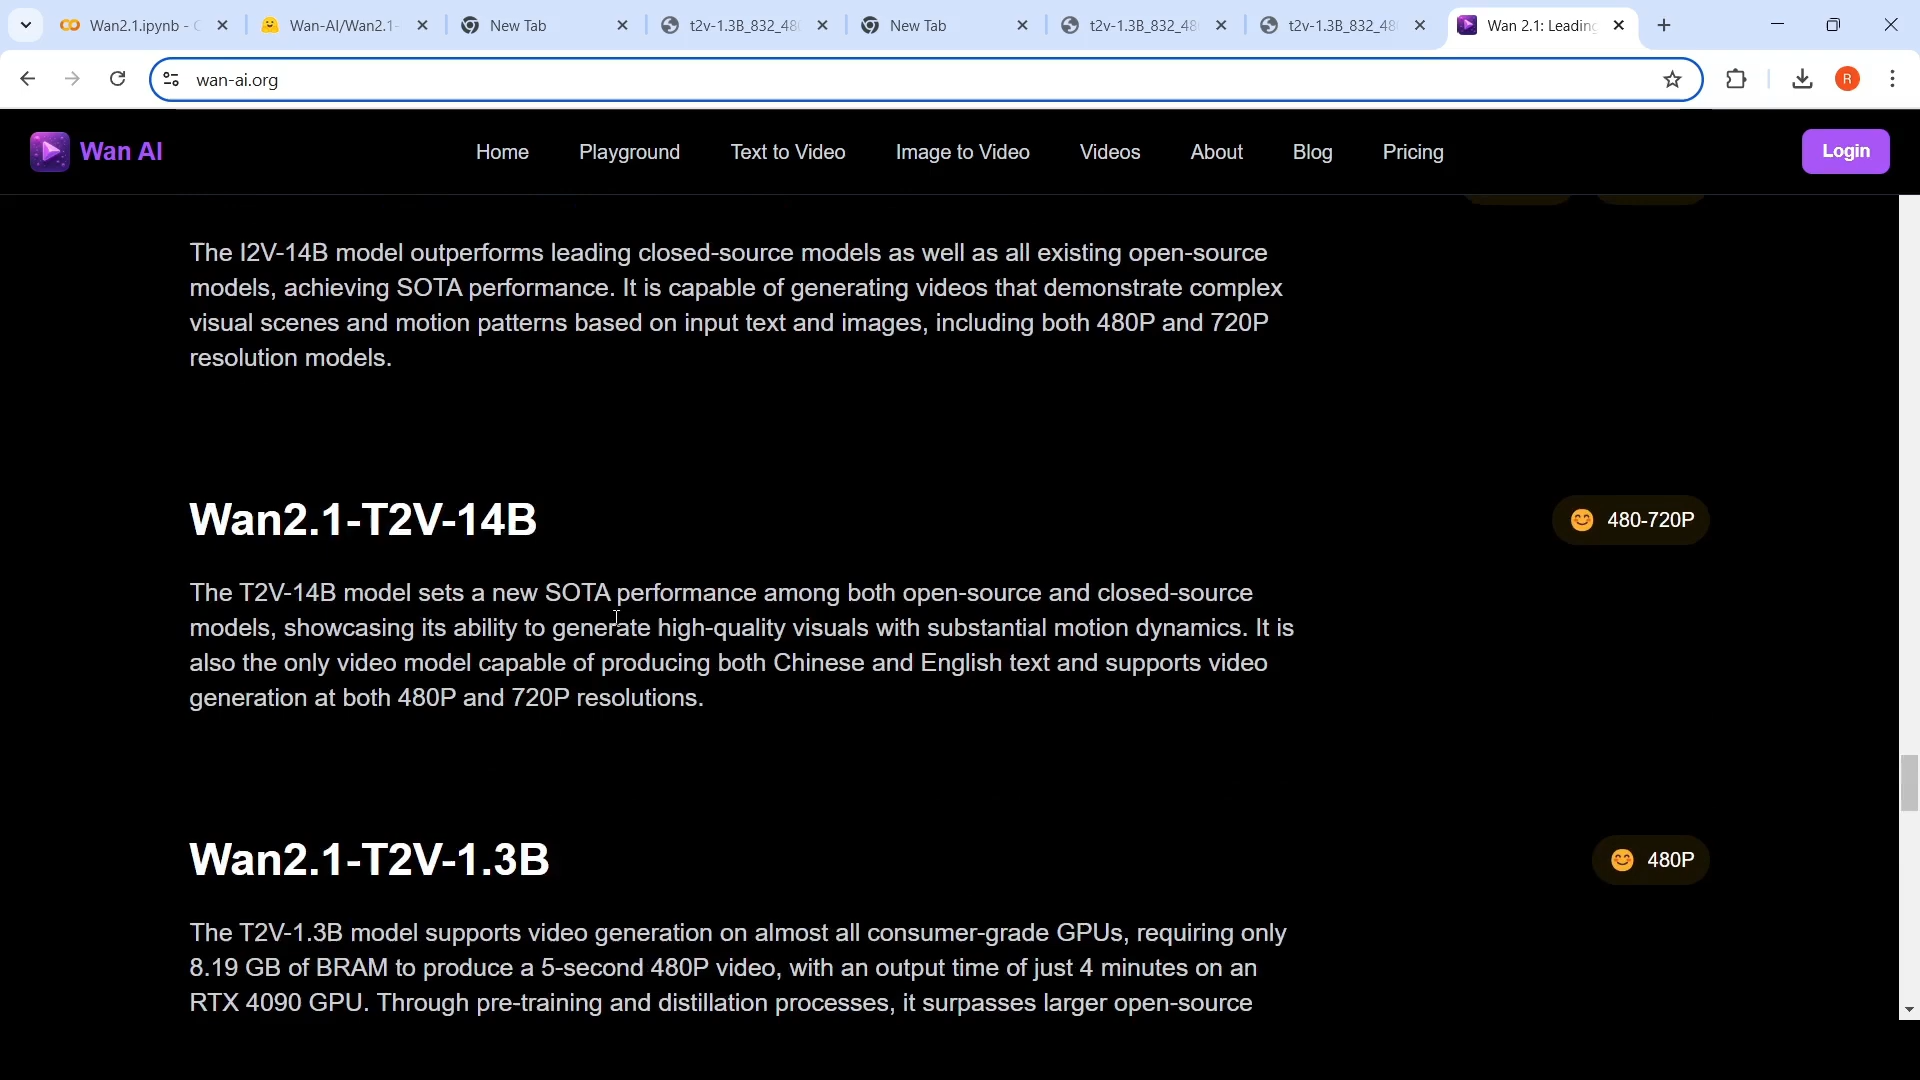 Wan2.1.ipynb - C
Wan-AI/Wan2.1-
New Tab
t2v-1.3B_832_48
New Tab
t2v-1.3B_832_48
t2v-1.3B_832_48
Wan 2.1: Leading
wan-ai.org
R
Wan AI
Home
Playground
Text to Video
Image to Video
Videos
About
Blog
Pricing
Login
The I2V-14B model outperforms leading closed-source models as well as all existing open-source
models, achieving SOTA performance. It is capable of generating videos that demonstrate complex
visual scenes and motion patterns based on input text and images, including both 480P and 720P
resolution models.
Wan2.1-T2V-14B
480-720P
The T2V-14B model sets a new SOTA performance among both open-source and closed-source
models, showcasing its ability to generate high-quality visuals with substantial motion dynamics. It is
also the only video model capable of producing both Chinese and English text and supports video
generation at both 480P and 720P resolutions.
Wan2.1-T2V-1.3B
480P
The T2V-1.3B model supports video generation on almost all consumer-grade GPUs, requiring only
8.19 GB of BRAM to produce a 5-second 480P video, with an output time of just 4 minutes on an
RTX 4090 GPU. Through pre-training and distillation processes, it surpasses larger open-source